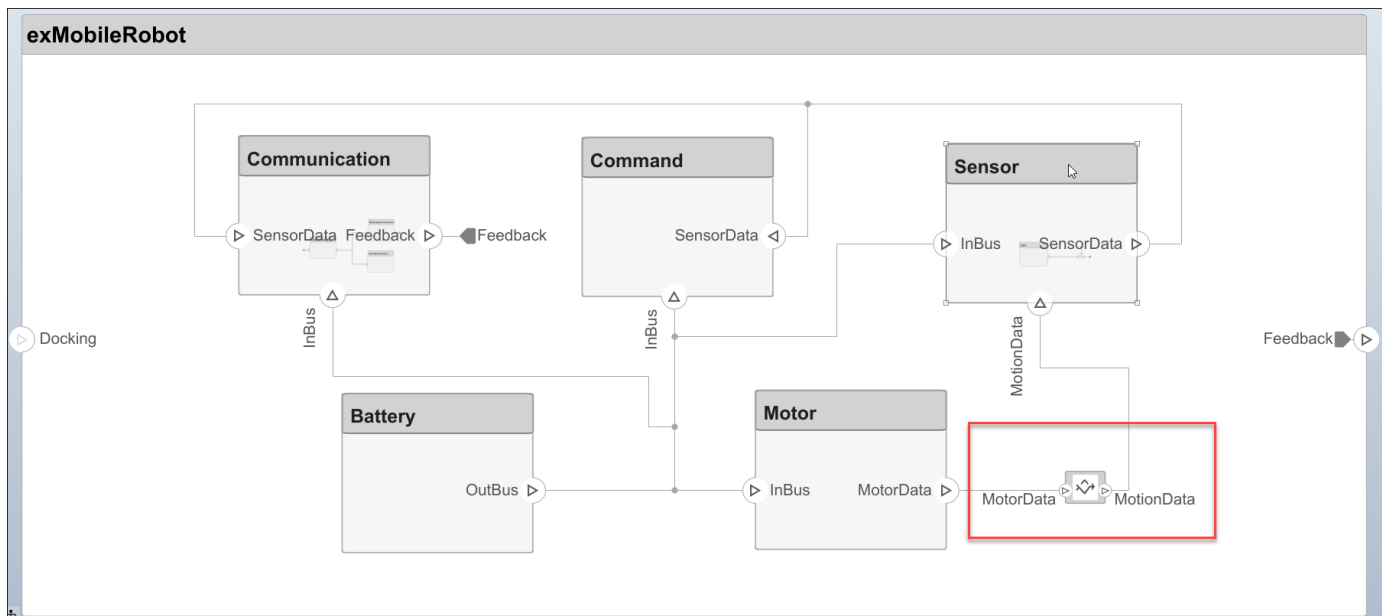 exMobileRobot
Communication
Command
Sensor
SensorData Feedback
Feedback
SensorData
InBus
SensorData
InBus
InBus
MotionData
Docking
Feedback
Battery
Motor
OutBus
InBus
MotorData
MotorData
MotionData